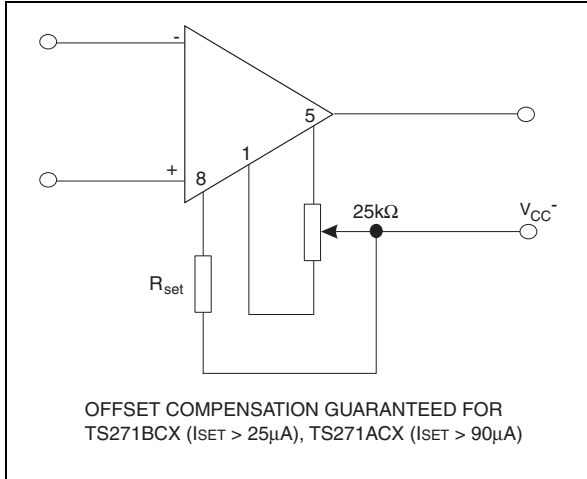 -
+
8
1
5
25kΩ
VCC-
Rset
OFFSET COMPENSATION GUARANTEED FOR
TS271BCX (ISET > 25μA), TS271ACX (ISET > 90μA)